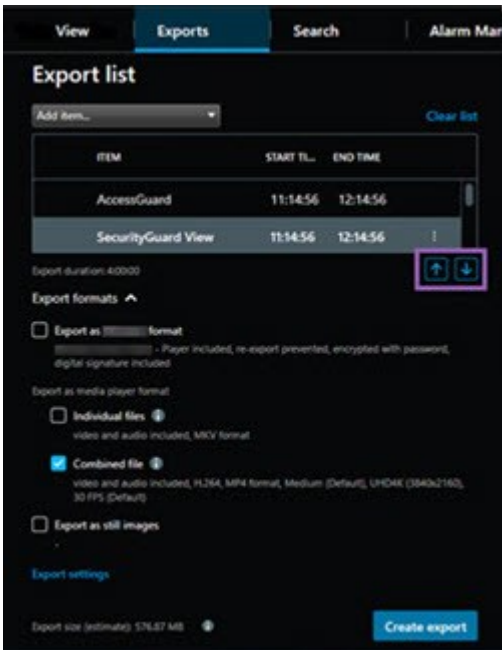 View Exports Search Alarm Mar
Export list
Add item... Clear list
ITEM START TI... END TIME
AccessGuard 11:14:56 12:14:56
SecurityGuard View 11:14:56 12:14:56
Export duration: 4:00:00
Export formats
Export as format
- Player included, re-export prevented, encrypted with password,
digital signature included
Export as media player format
Individual files
video and audio included, MKV format
Combined file
video and audio included, H.264, MP4 format, Medium (Default), UHD4K (3840x2160),
30 FPS (Default)
Export as still images
-
Export settings
Export size (estimate): 576.87 MB
Create export